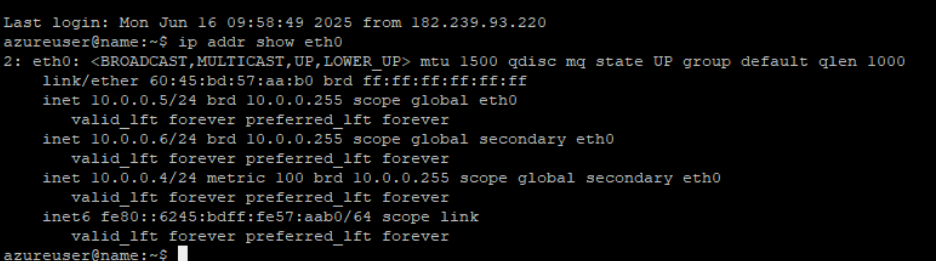 Last login: Mon Jun 16 09:58:49 2025 from 182.239.93.220
azureuser@name:~$ ip addr show eth0
2: eth0: <BROADCAST,MULTICAST,UP,LOWER_UP> mtu 1500 qdisc mq state UP group default qlen 1000
    link/ether 60:45:bd:57:aa:b0 brd ff:ff:ff:ff:ff:ff
    inet 10.0.0.5/24 brd 10.0.0.255 scope global eth0
       valid_lft forever preferred_lft forever
    inet 10.0.0.6/24 brd 10.0.0.255 scope global secondary eth0
       valid_lft forever preferred_lft forever
    inet 10.0.0.4/24 metric 100 brd 10.0.0.255 scope global secondary eth0
       valid_lft forever preferred_lft forever
    inet6 fe80::6245:bdff:fe57:aab0/64 scope link
       valid_lft forever preferred_lft forever
azureuser@name:~$